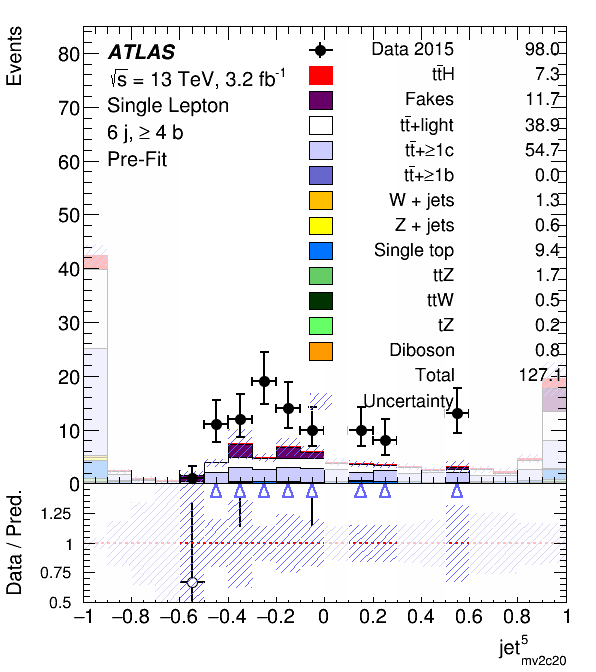 Events
80
70
60
50
40
30
20
10
0
ATLAS
√s = 13 TeV, 3.2 fb⁻¹
Single Lepton
6 j, ≥ 4 b
Pre-Fit
Data 2015 98.0
tt̄H 7.3
Fakes 11.7
tt̄+light 38.9
tt̄+≥1c 54.7
tt̄+≥1b 0.0
W + jets 1.3
Z + jets 0.6
Single top 9.4
ttZ 1.7
ttW 0.5
tZ 0.2
Diboson 0.8
Total 127.1
Uncertainty
Data / Pred.
1.25
1
0.75
0.5
−1 −0.8 −0.6 −0.4 −0.2 0 0.2 0.4 0.6 0.8 1
jet⁵mv2c20